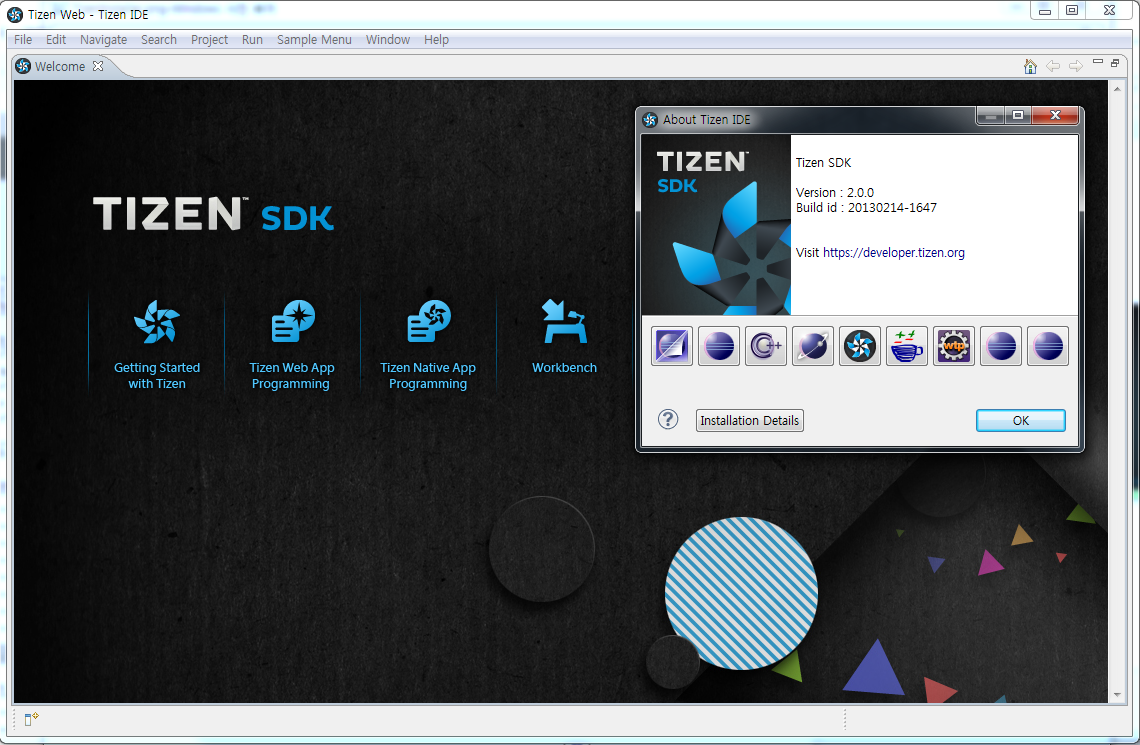 Tizen Web - Tizen IDE
File Edit Navigate Search Project Run Sample Menu Window Help
Welcome
TIZEN™ SDK
Getting Started
with Tizen
Tizen Web App
Programming
Tizen Native App
Programming
Workbench
About Tizen IDE
TIZEN™
SDK
Tizen SDK
Version : 2.0.0
Build id : 20130214-1647
Visit https://developer.tizen.org
C++
wtp
?
Installation Details
OK